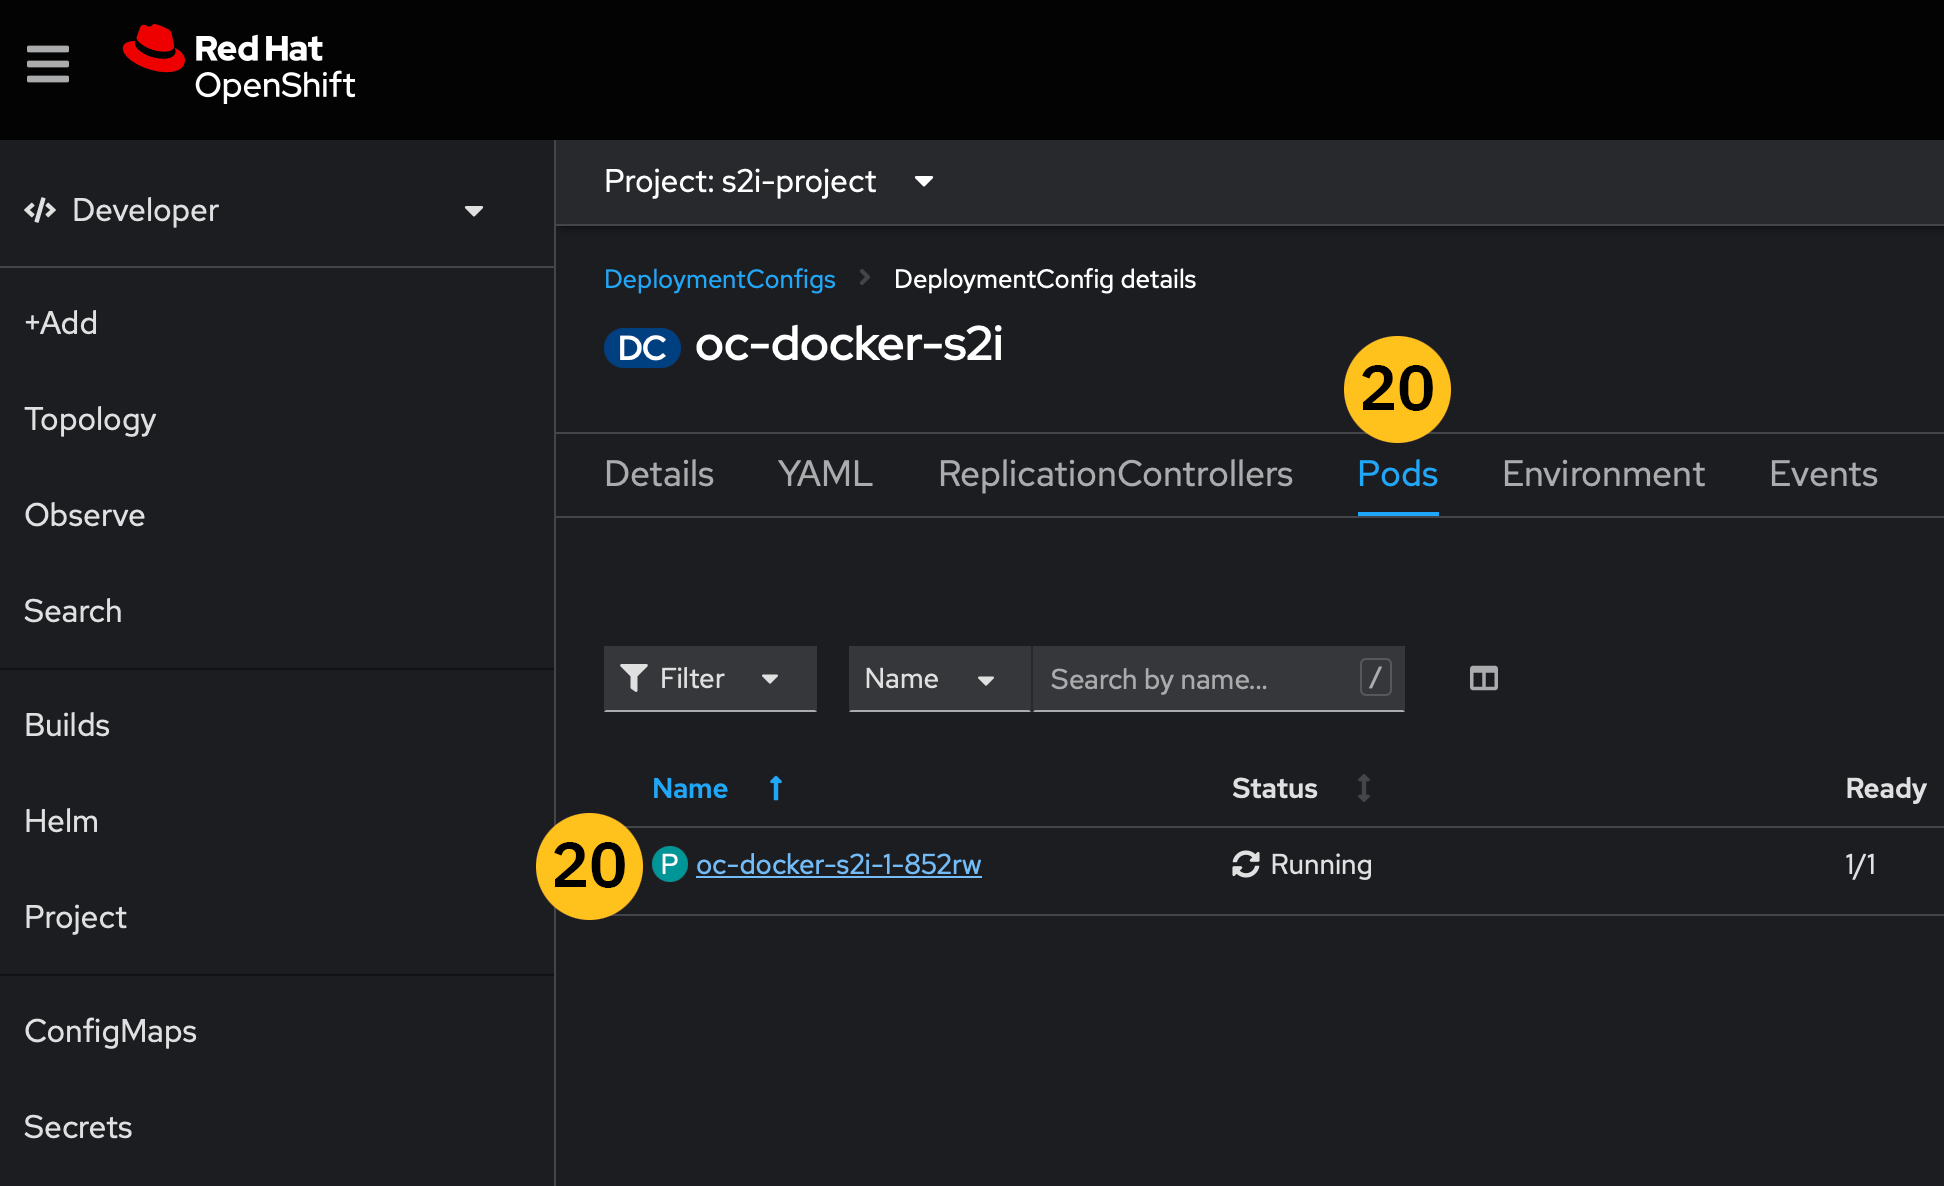 Red Hat
OpenShift
Developer
+Add
Topology
Observe
Search
Builds
Helm
Project
ConfigMaps
Secrets
Project: s2i-project
DeploymentConfigs > DeploymentConfig details
DC oc-docker-s2i
20
Details YAML ReplicationControllers Pods Environment Events
Filter Name Search by name... /
Name Status Ready
20 P oc-docker-s2i-1-852rw Running 1/1